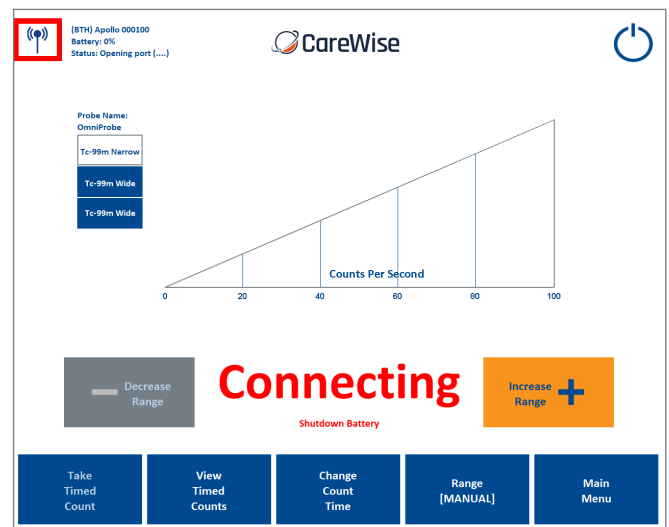 (BTH) Apollo 000100
Battery: 0%
Status: Opening port (....)
CareWise
Probe Name:
OmniProbe
Tc-99m Narrow
Tc-99m Wide
Tc-99m Wide
Counts Per Second
0 20 40 60 80 100
Decrease
Range
Connecting
Shutdown Battery
Increase
Range
Take
Timed
Count
View
Timed
Counts
Change
Count
Time
Range
[MANUAL]
Main
Menu